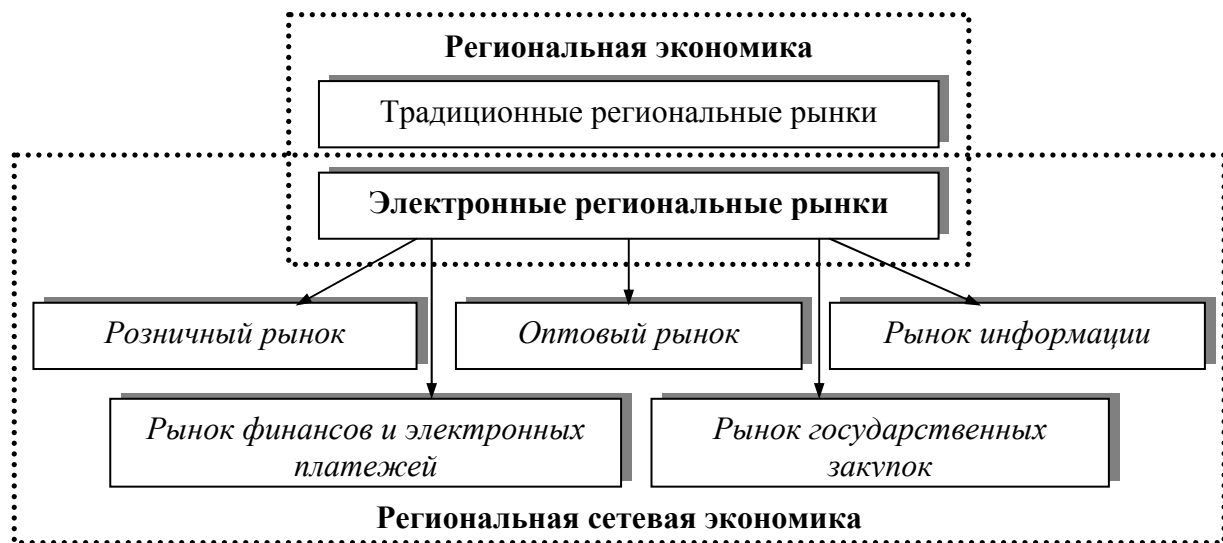 Региональная экономика
Традиционные региональные рынки
Электронные региональные рынки
Розничный рынок
Оптовый рынок
Рынок информации
Рынок финансов и электронных
платежей
Рынок государственных
закупок
Региональная сетевая экономика